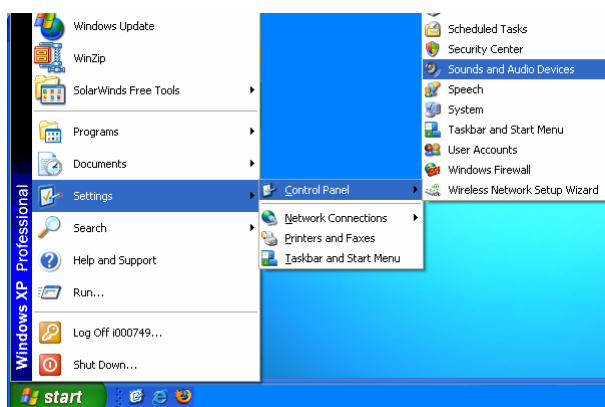 Windows Update
WinZip
SolarWinds Free Tools
Programs
Documents
Settings
Search
Help and Support
Run...
Log Off i000749...
Shut Down...
Windows XP Professional
start
Control Panel
Network Connections
Printers and Faxes
Taskbar and Start Menu
Scheduled Tasks
Security Center
Sounds and Audio Devices
Speech
System
Taskbar and Start Menu
User Accounts
Windows Firewall
Wireless Network Setup Wizard